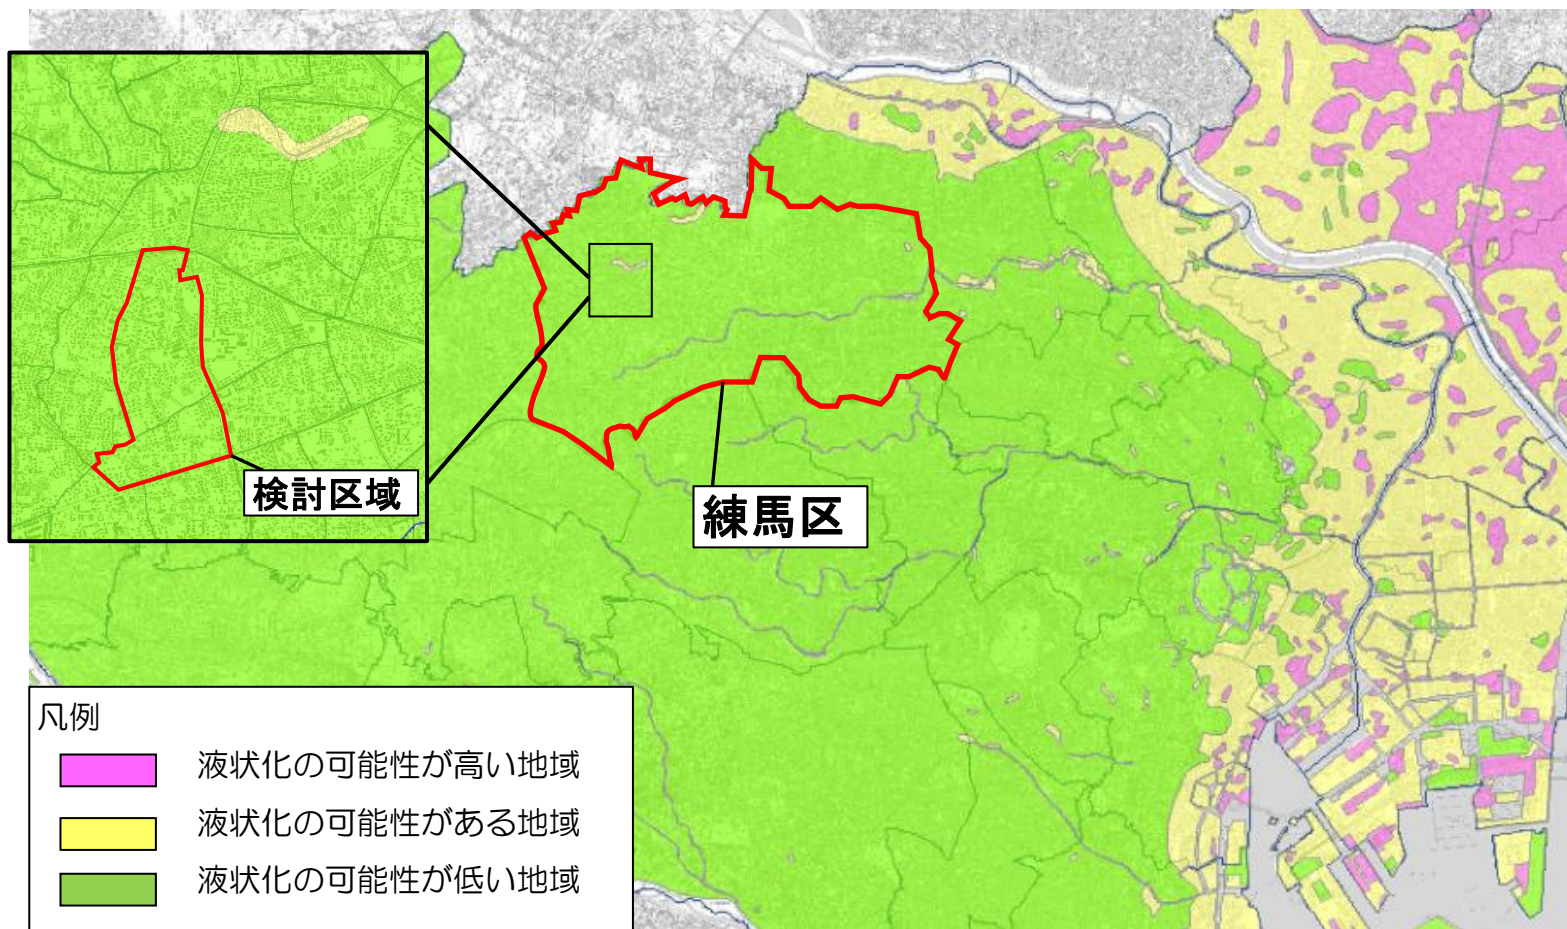 検討区域
練馬区
凡例
液状化の可能性が高い地域
液状化の可能性がある地域
液状化の可能性が低い地域